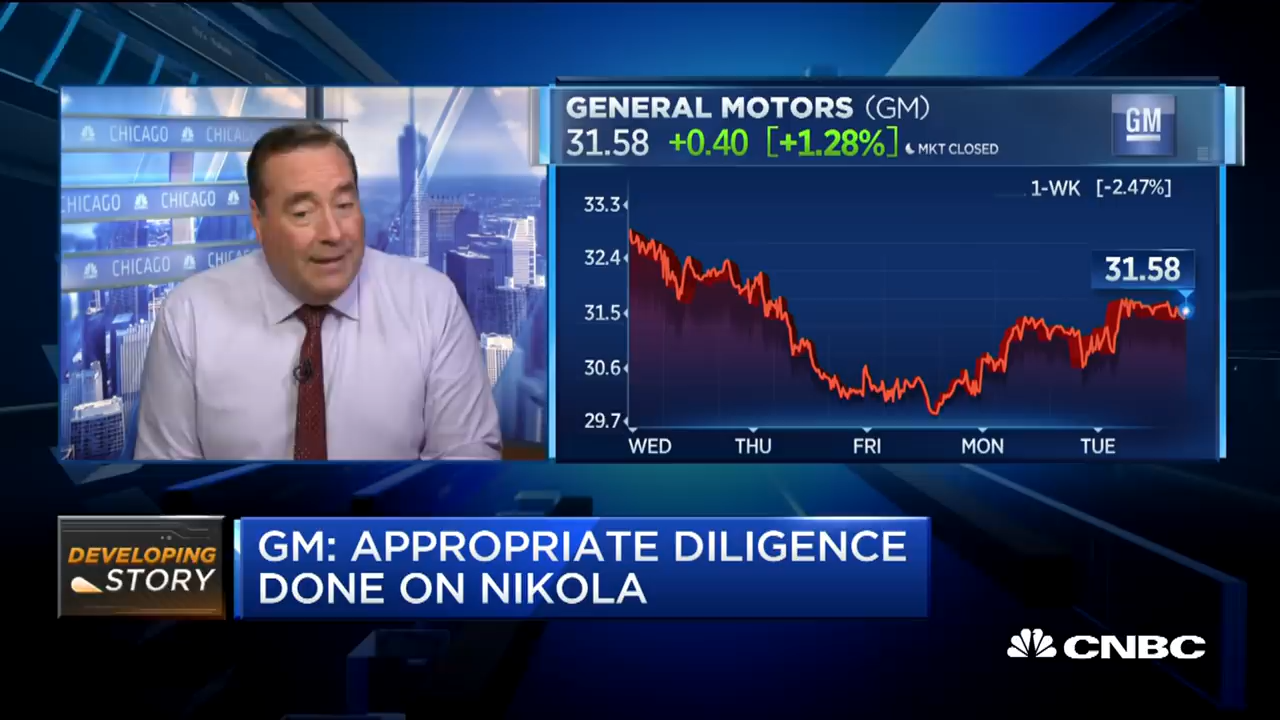 CHICAGO CHICAG
CHICAGO CHICAGO
CHICAGO CHICAG
GENERAL MOTORS (GM)
31.58 +0.40 [+1.28%] MKT CLOSED
GM
1-WK [-2.47%]
33.3
32.4
31.5
30.6
29.7
31.58
WED THU FRI MON TUE
DEVELOPING
STORY
GM: APPROPRIATE DILIGENCE
DONE ON NIKOLA
CNBC